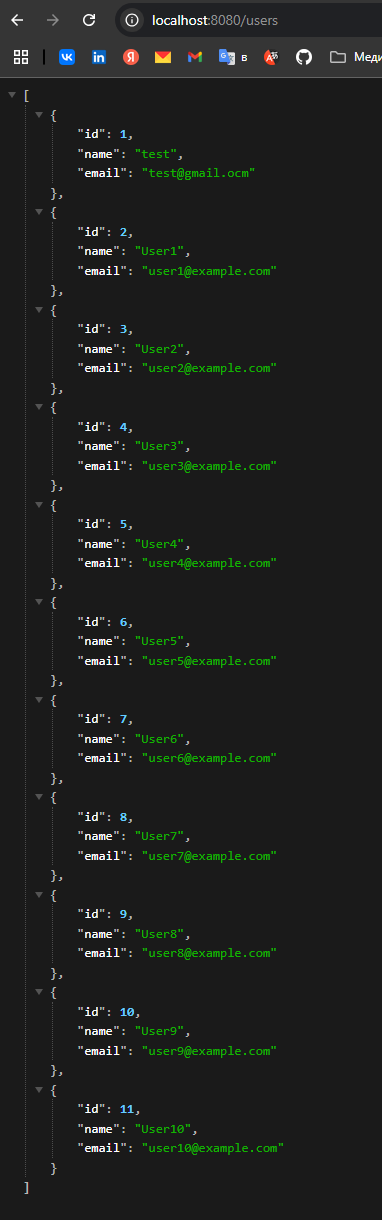 localhost:8080/users
в
Меди
[
{
"id": 1,
"name": "test",
"email": "test@gmail.ocm"
},
{
"id": 2,
"name": "User1",
"email": "user1@example.com"
},
{
"id": 3,
"name": "User2",
"email": "user2@example.com"
},
{
"id": 4,
"name": "User3",
"email": "user3@example.com"
},
{
"id": 5,
"name": "User4",
"email": "user4@example.com"
},
{
"id": 6,
"name": "User5",
"email": "user5@example.com"
},
{
"id": 7,
"name": "User6",
"email": "user6@example.com"
},
{
"id": 8,
"name": "User7",
"email": "user7@example.com"
},
{
"id": 9,
"name": "User8",
"email": "user8@example.com"
},
{
"id": 10,
"name": "User9",
"email": "user9@example.com"
},
{
"id": 11,
"name": "User10",
"email": "user10@example.com"
}
]